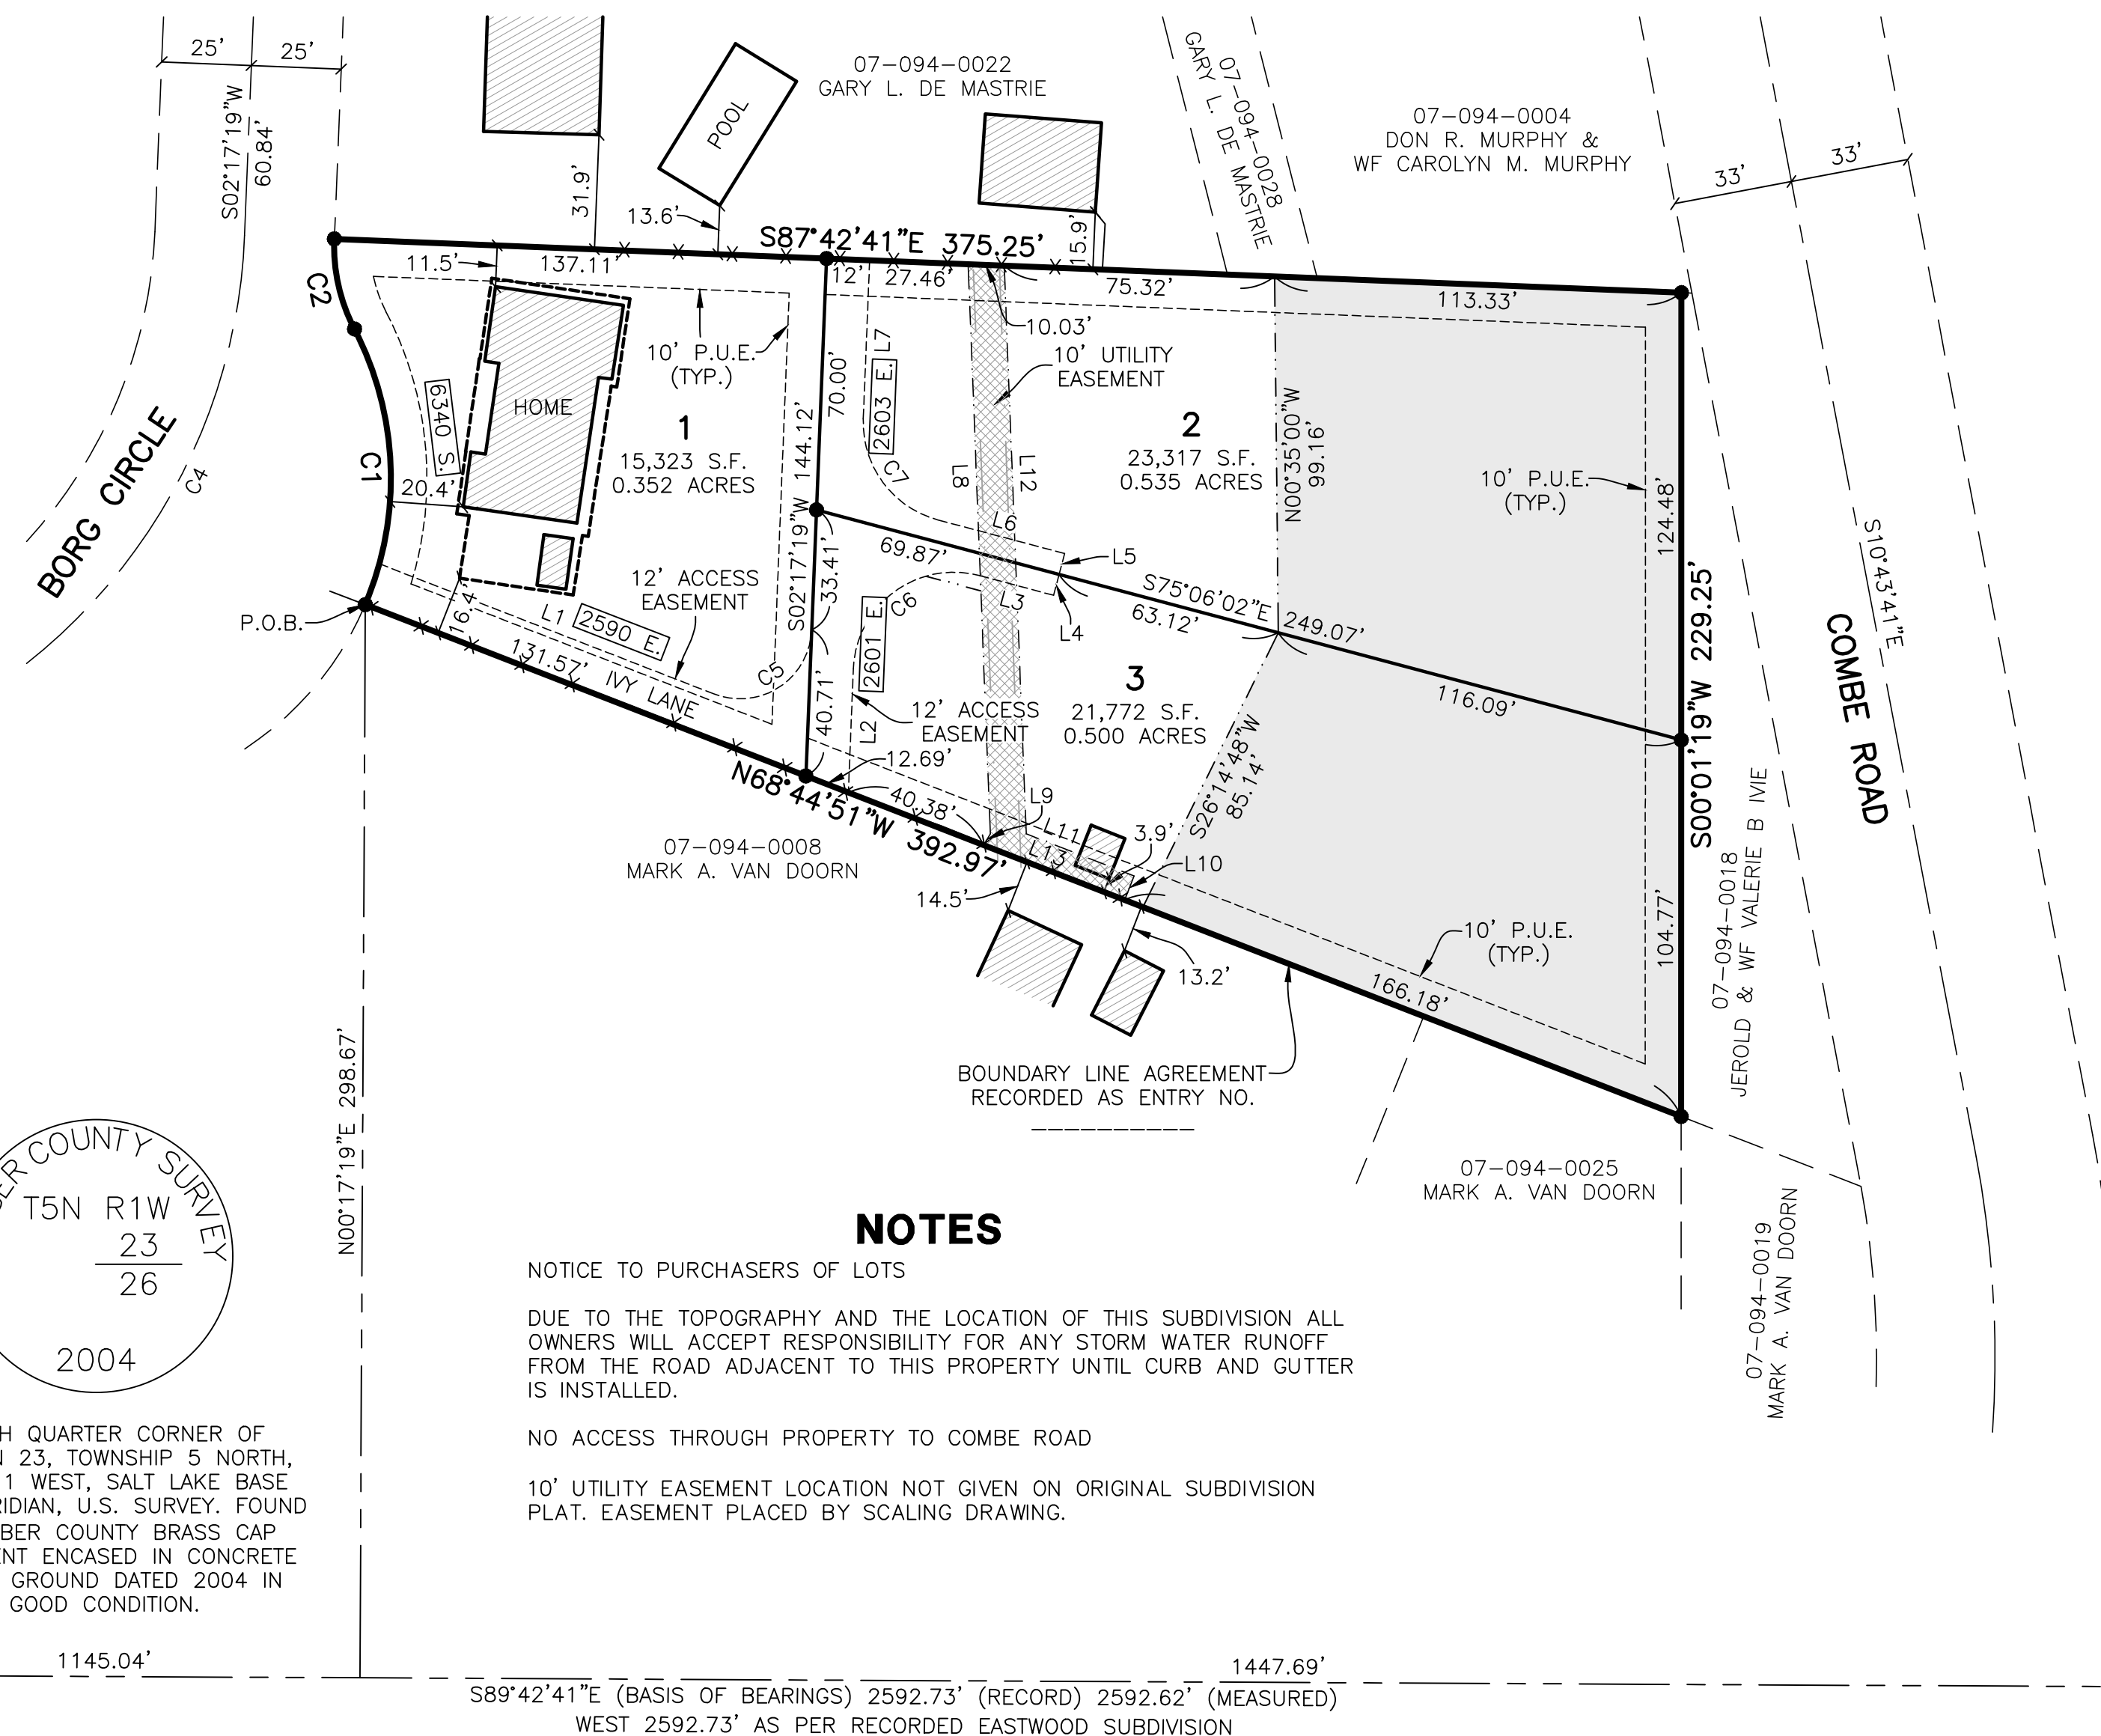 25'
25'
S02°17'19"W
60.84'
31.9'
POOL
13.6'
07-094-0022
GARY L. DE MASTRIE
15.9'
07-094-0028
GARY L. DE MASTRIE
07-094-0004
DON R. MURPHY &
WF CAROLYN M. MURPHY
33'
33'
S87°42'41"E 375.25'
11.5'
137.11'
12'
27.46'
10.03'
75.32'
113.33'
C2
C1
C4
BORG CIRCLE
6340 S.
HOME
20.4'
10' P.U.E.
(TYP.)
1
15,323 S.F.
0.352 ACRES
70.00'
S02°17'19"W 144.12'
33.41'
40.71'
2603 E.
L7
C7
10' UTILITY
EASEMENT
L8
L12
2
23,317 S.F.
0.535 ACRES
N00°35'00"W
99.16'
10' P.U.E.
(TYP.)
124.48'
S10°43'41"E
L6
L5
69.87'
S75°06'02"E 249.07'
63.12'
116.09'
L3
L4
C6
12' ACCESS
EASEMENT
P.O.B.
16.4'
L1
2590 E.
131.57'
IVY LANE
C5
2601 E.
L2
12' ACCESS
EASEMENT
3
21,772 S.F.
0.500 ACRES
S26°14'48"W
85.14'
S00°01'19"W 229.25'
COMBE ROAD
12.69'
40.38'
N68°44'51"W 392.97'
L9
L11
L13
3.9'
L10
07-094-0008
MARK A. VAN DOORN
14.5'
13.2'
10' P.U.E.
(TYP.)
166.18'
104.77'
07-094-0018
JEROLD & WF VALERIE B IVIE
BOUNDARY LINE AGREEMENT
RECORDED AS ENTRY NO.
__________
07-094-0025
MARK A. VAN DOORN
07-094-0019
MARK A. VAN DOORN
N00°17'19"E 298.67'
BER COUNTY SURVEY
T5N R1W
23
26
2004
NOTES
NOTICE TO PURCHASERS OF LOTS
DUE TO THE TOPOGRAPHY AND THE LOCATION OF THIS SUBDIVISION ALL
OWNERS WILL ACCEPT RESPONSIBILITY FOR ANY STORM WATER RUNOFF
FROM THE ROAD ADJACENT TO THIS PROPERTY UNTIL CURB AND GUTTER
IS INSTALLED.
NO ACCESS THROUGH PROPERTY TO COMBE ROAD
10' UTILITY EASEMENT LOCATION NOT GIVEN ON ORIGINAL SUBDIVISION
PLAT. EASEMENT PLACED BY SCALING DRAWING.
H QUARTER CORNER OF
N 23, TOWNSHIP 5 NORTH,
1 WEST, SALT LAKE BASE
RIDIAN, U.S. SURVEY. FOUND
BER COUNTY BRASS CAP
ENT ENCASED IN CONCRETE
GROUND DATED 2004 IN
GOOD CONDITION.
1145.04'
1447.69'
S89°42'41"E (BASIS OF BEARINGS) 2592.73' (RECORD) 2592.62' (MEASURED)
WEST 2592.73' AS PER RECORDED EASTWOOD SUBDIVISION